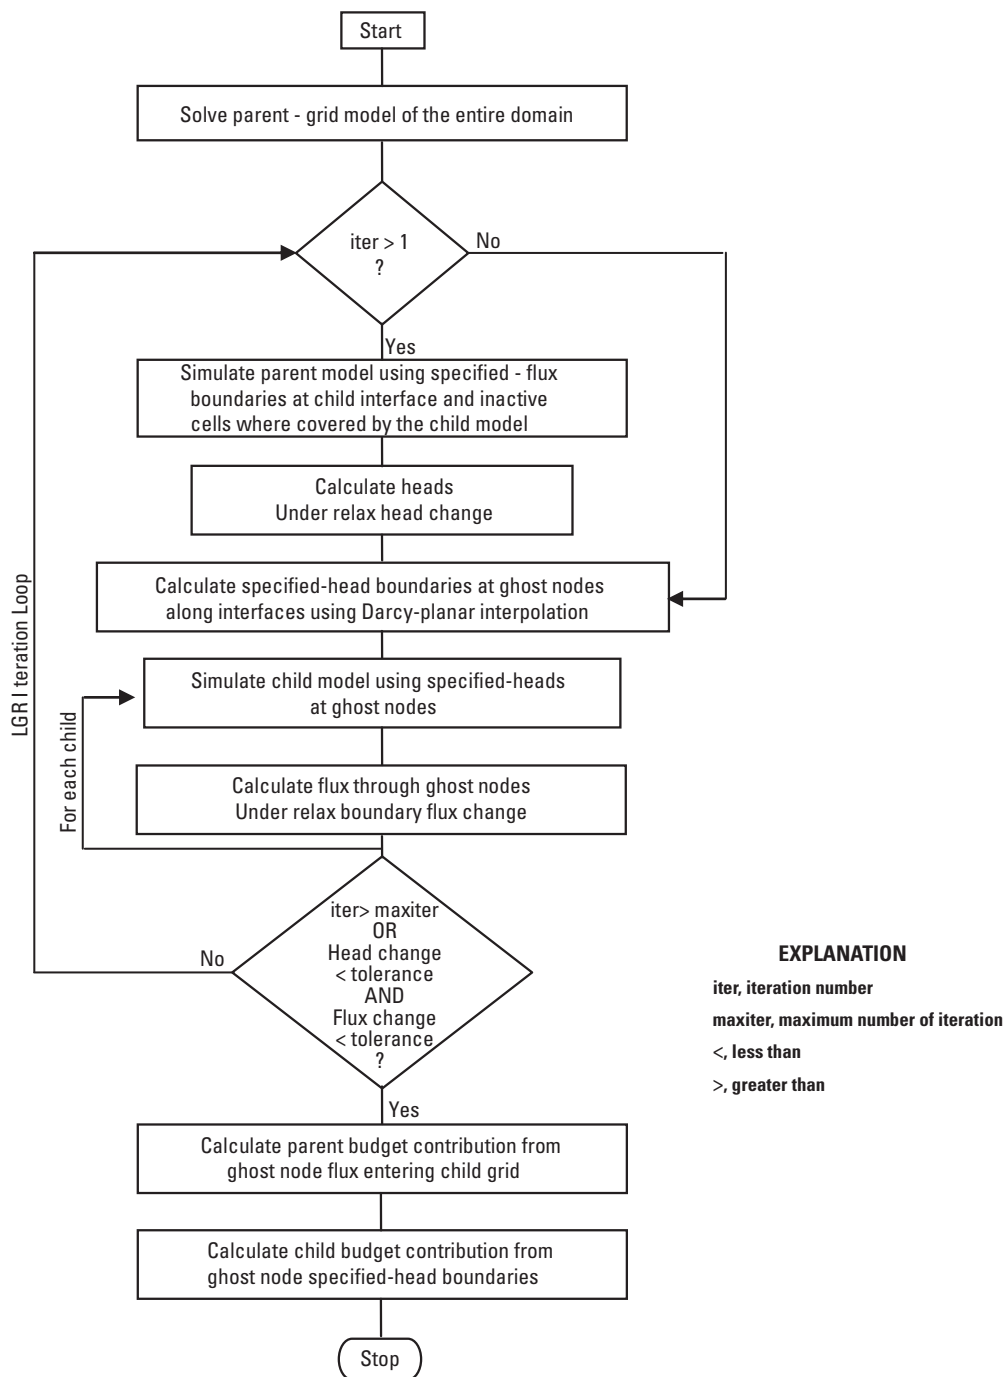 Start
Solve parent - grid model of the entire domain
iter > 1
?
No
Yes
Simulate parent model using specified - flux
boundaries at child interface and inactive
cells where covered by the child model
Calculate heads
Under relax head change
Calculate specified-head boundaries at ghost nodes
along interfaces using Darcy-planar interpolation
Simulate child model using specified-heads
at ghost nodes
Calculate flux through ghost nodes
Under relax boundary flux change
For each child
LGR I teration Loop
iter> maxiter
OR
Head change
< tolerance
AND
Flux change
< tolerance
?
No
Yes
Calculate parent budget contribution from
ghost node flux entering child grid
Calculate child budget contribution from
ghost node specified-head boundaries
Stop
EXPLANATION
iter, iteration number
maxiter, maximum number of iteration
<, less than
>, greater than